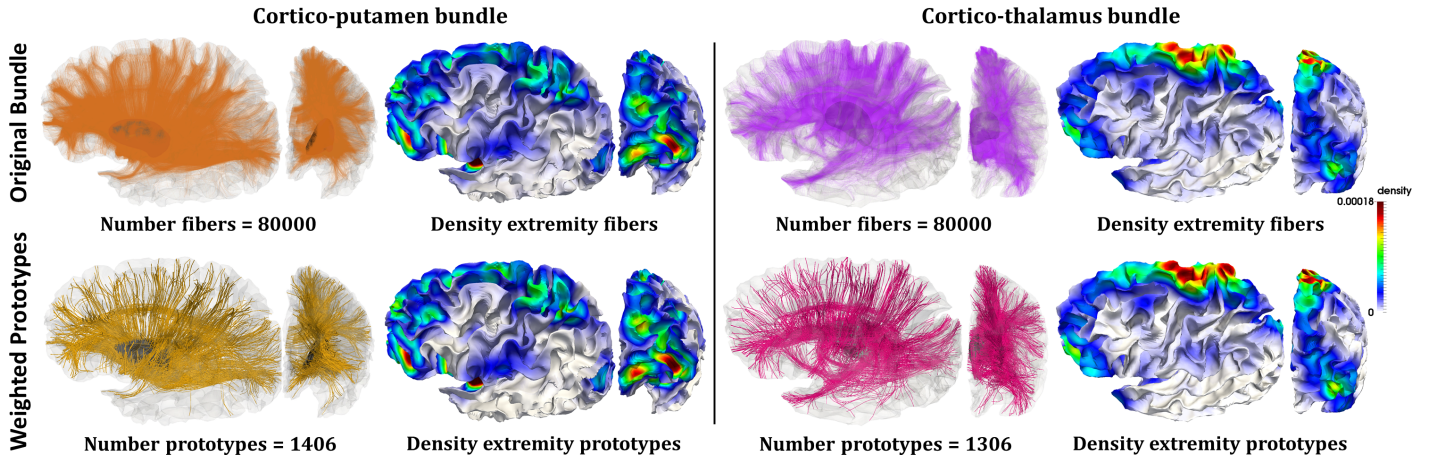 Cortico-putamen bundle
Cortico-thalamus bundle
Original Bundle
Number fibers = 80000
Density extremity fibers
Number fibers = 80000
Density extremity fibers
density
0.00018
0
Weighted Prototypes
Number prototypes = 1406
Density extremity prototypes
Number prototypes = 1306
Density extremity prototypes